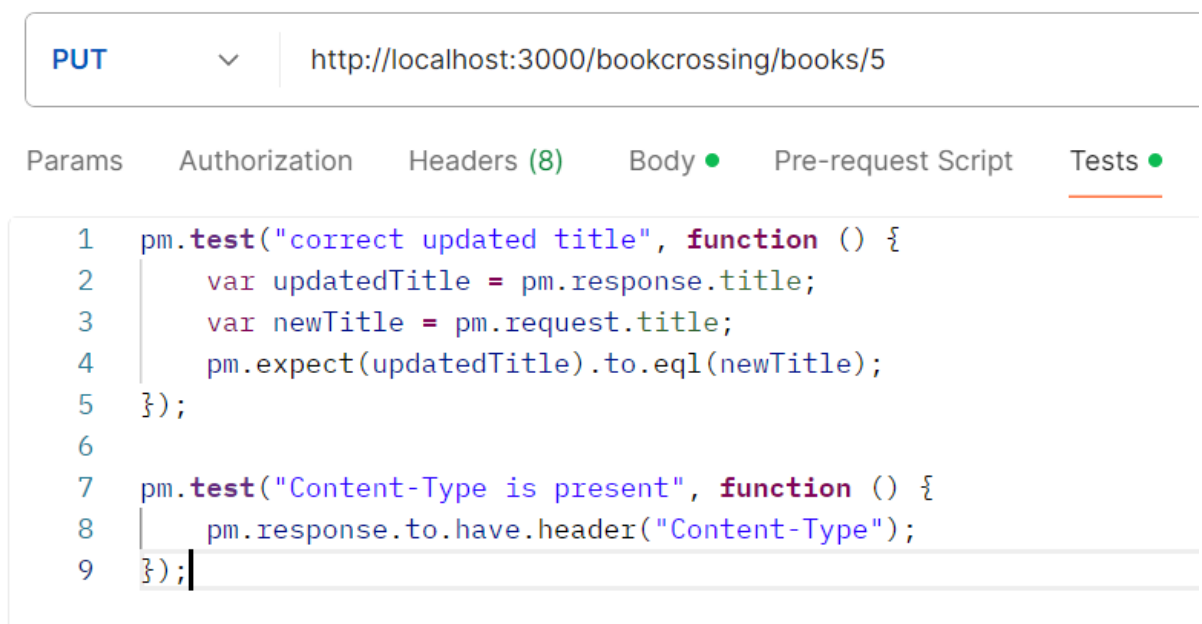 PUT http://localhost:3000/bookcrossing/books/5
Params Authorization Headers (8) Body Pre-request Script Tests
1 pm.test("correct updated title", function () {
2 var updatedTitle = pm.response.title;
3 var newTitle = pm.request.title;
4 pm.expect(updatedTitle).to.eql(newTitle);
5 });
6
7 pm.test("Content-Type is present", function () {
8 pm.response.to.have.header("Content-Type");
9 });